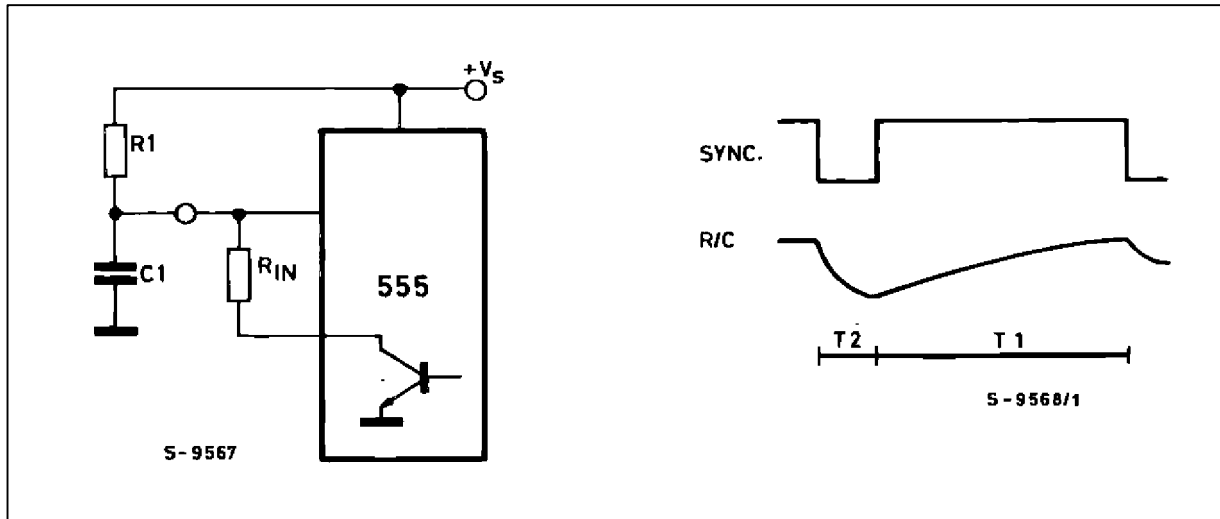 +Vs
R1
C1
RIN
555
S-9567
SYNC.
R/C
T2 T1
S-9568/1